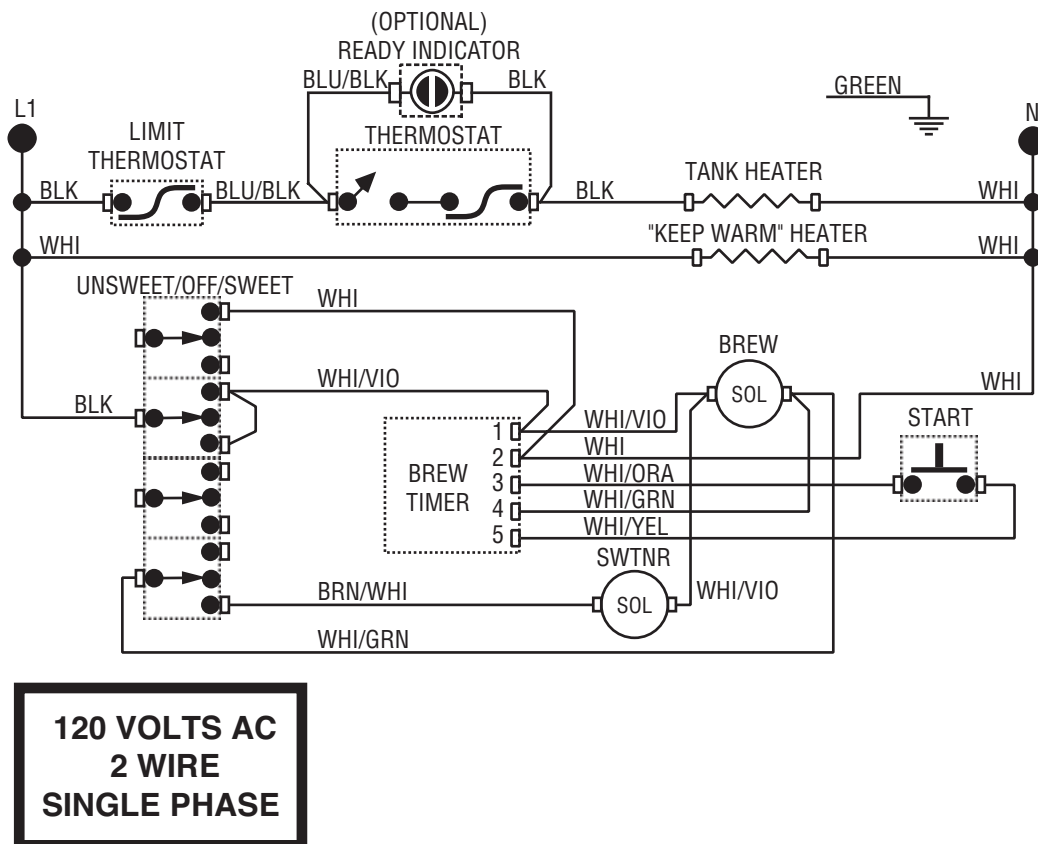 (OPTIONAL)
READY INDICATOR
BLU/BLK
BLK
GREEN
L1
N
LIMIT
THERMOSTAT
THERMOSTAT
BLK
BLU/BLK
BLK
TANK HEATER
WHI
WHI
"KEEP WARM" HEATER
WHI
UNSWEET/OFF/SWEET
WHI
BREW
SOL
WHI/VIO
WHI
BLK
START
BREW
TIMER
1
WHI/VIO
2
WHI
3
WHI/ORA
4
WHI/GRN
5
WHI/YEL
SWTNR
SOL
BRN/WHI
WHI/VIO
WHI/GRN
120 VOLTS AC
2 WIRE
SINGLE PHASE